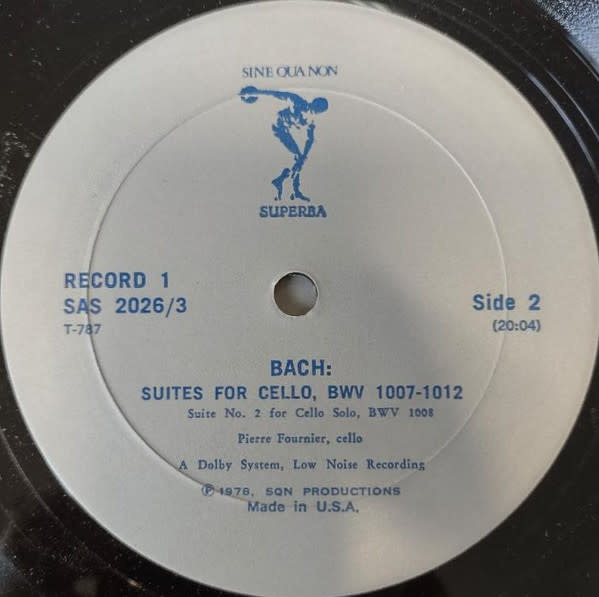 SINE QUA NON
SUPERBA
RECORD 1
SAS 2026/3
T-787
Side 2
(20:04)
BACH:
SUITES FOR CELLO, BWV 1007-1012
Suite No. 2 for Cello Solo, BWV 1008
Pierre Fournier, cello
A Dolby System, Low Noise Recording
Ⓟ 1978, SQN PRODUCTIONS
Made in U.S.A.